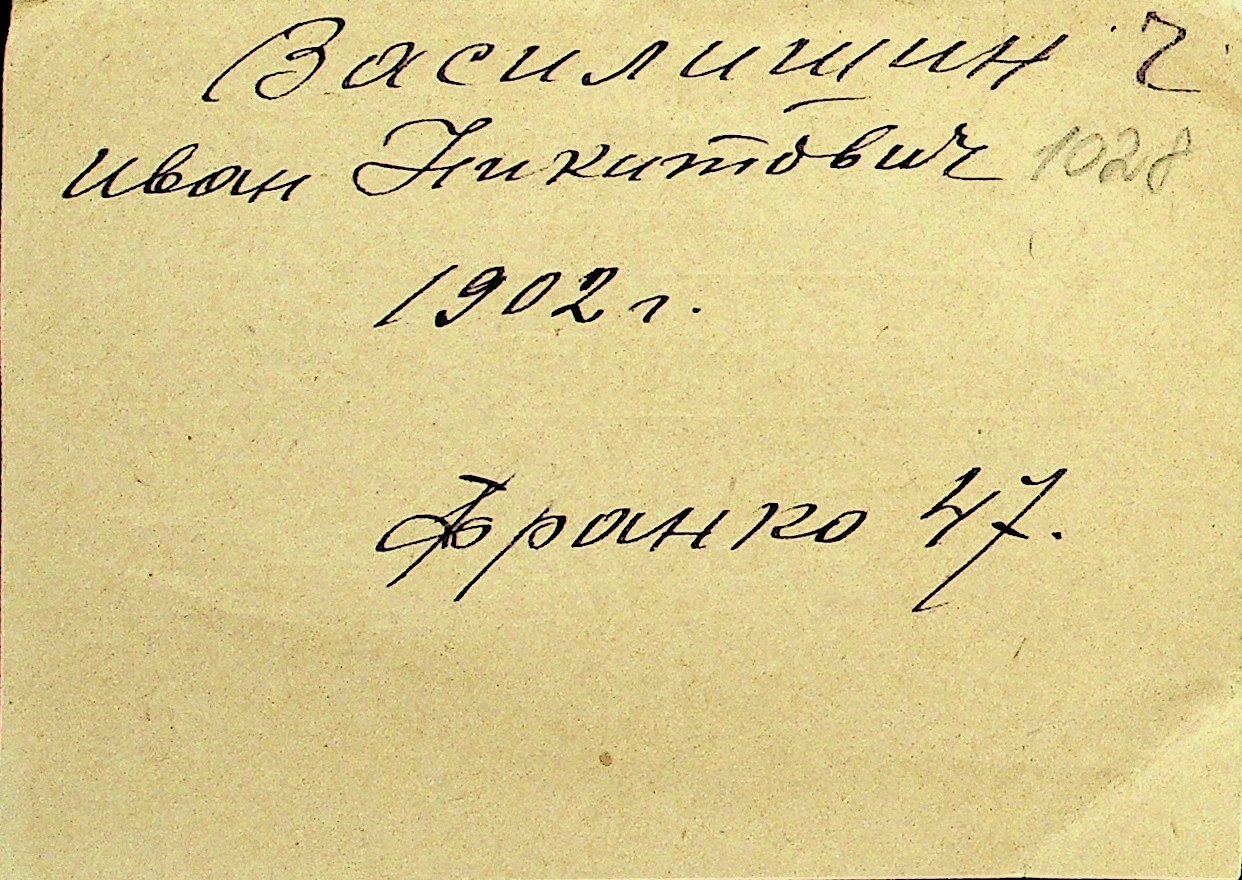 Василишин Ч
Иван Никитович 1028
1902 г.
Франко 47.